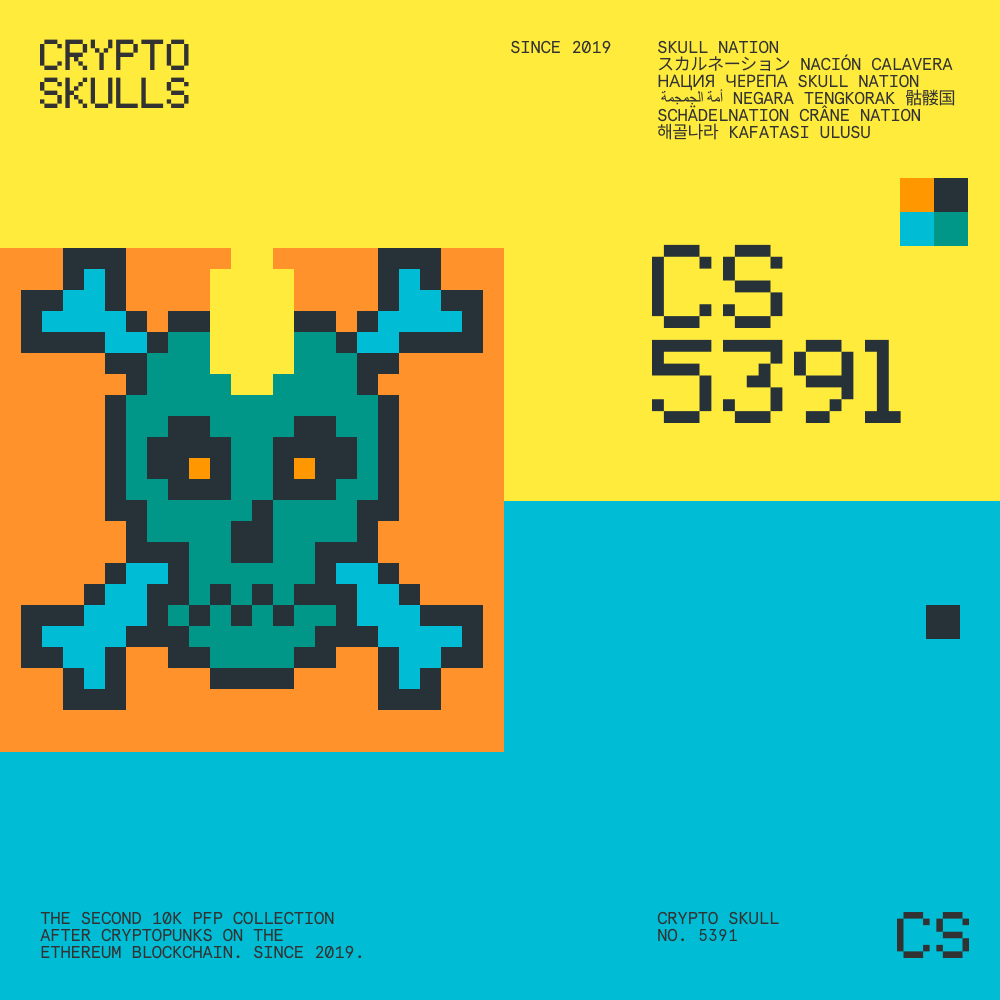 CRYPTO
SKULLS
SINCE 2019
SKULL NATION
スカルネーション NACIÓN CALAVERA
НАЦИЯ ЧЕРЕПА SKULL NATION
أمة الجمجمة NEGARA TENGKORAK 骷髅国
SCHÄDELNATION CRÂNE NATION
해골나라 KAFATASI ULUSU
CS
5391
THE SECOND 10K PFP COLLECTION
AFTER CRYPTOPUNKS ON THE
ETHEREUM BLOCKCHAIN. SINCE 2019.
CRYPTO SKULL
NO. 5391
CS